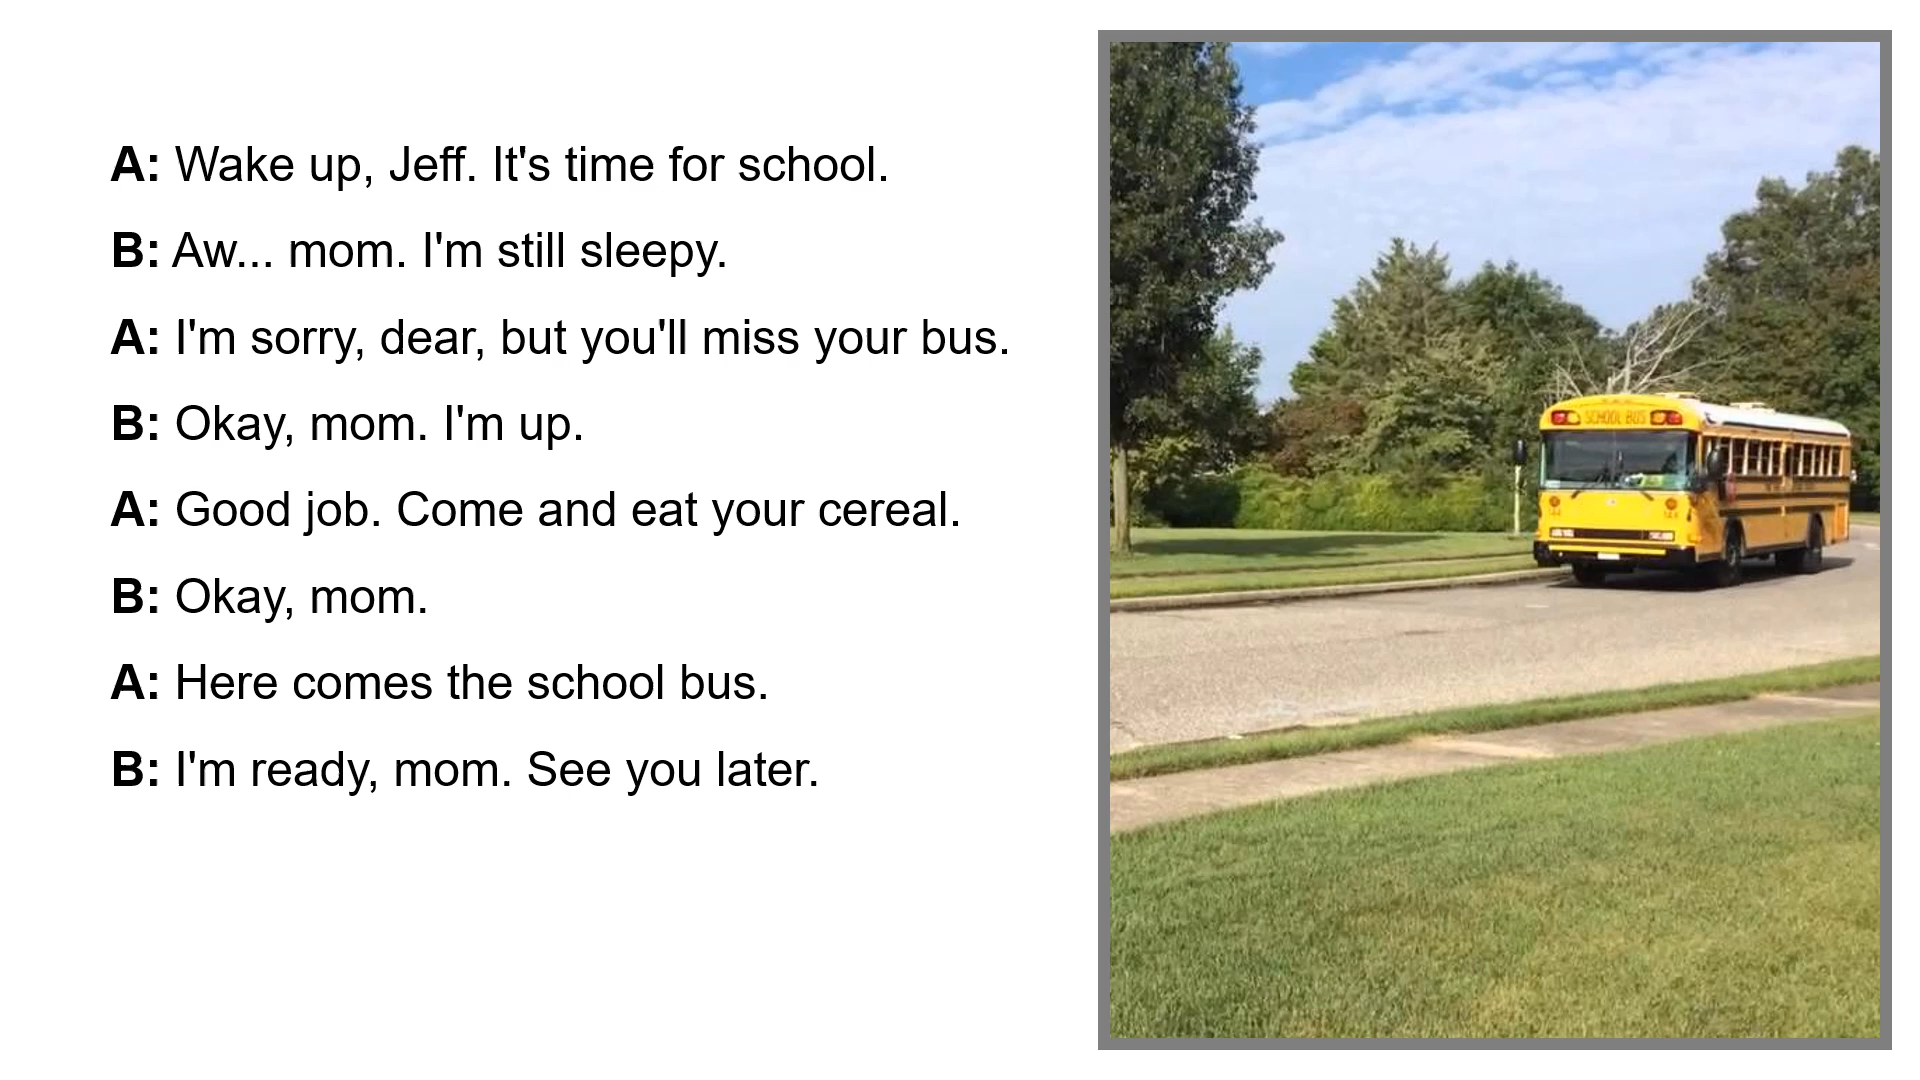 A: Wake up, Jeff. It's time for school.
B: Aw... mom. I'm still sleepy.
A: I'm sorry, dear, but you'll miss your bus.
B: Okay, mom. I'm up.
A: Good job. Come and eat your cereal.
B: Okay, mom.
A: Here comes the school bus.
B: I'm ready, mom. See you later.
SCHOOL BUS